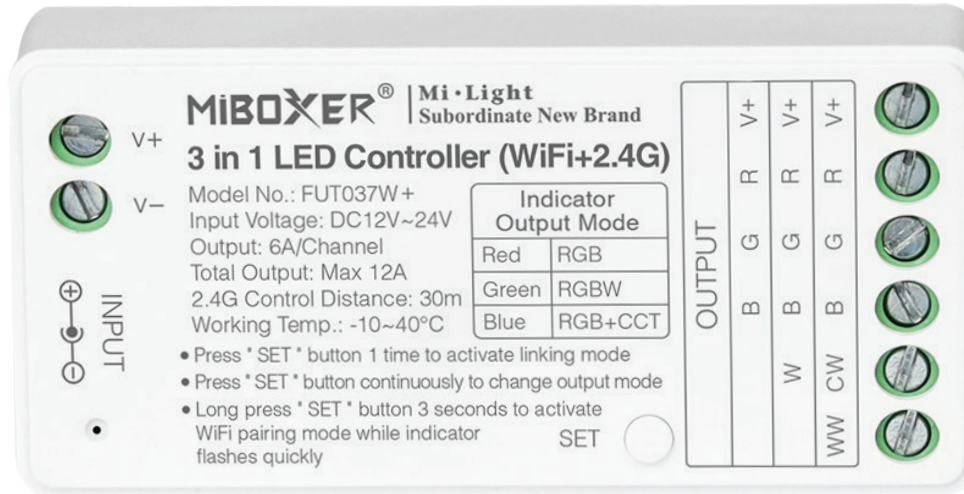 MiBOXER®
Mi·Light
Subordinate New Brand
3 in 1 LED Controller (WiFi+2.4G)
Model No.: FUT037W+
Input Voltage: DC12V~24V
Output: 6A/Channel
Total Output: Max 12A
2.4G Control Distance: 30m
Working Temp.: -10~40°C
Indicator
Output Mode
Red RGB
Green RGBW
Blue RGB+CCT
• Press "SET" button 1 time to activate linking mode
• Press "SET" button continuously to change output mode
• Long press "SET" button 3 seconds to activate
WiFi pairing mode while indicator
flashes quickly
SET
V+
V−
INPUT
+
−
OUTPUT
V+ V+ V+
R R R
G G G
B B B
W CW
WW